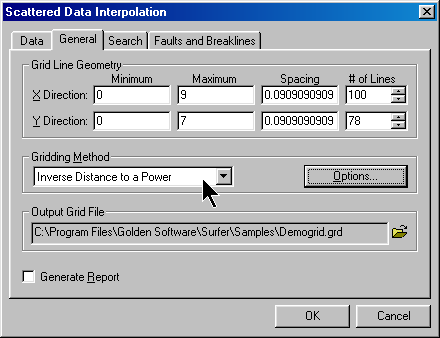 Scattered Data Interpolation
Data General Search Faults and Breaklines
Grid Line Geometry
Minimum Maximum Spacing # of Lines
X Direction: 0 9 0.0909090909 100
Y Direction: 0 7 0.0909090909 78
Gridding Method
Inverse Distance to a Power Options...
Output Grid File
C:\Program Files\Golden Software\Surfer\Samples\Demogrid.grd
Generate Report
OK Cancel